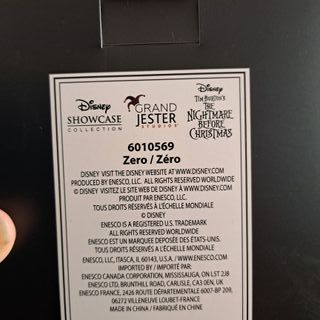 Disney
SHOWCASE
COLLECTION
GRAND
JESTER
STUDIOS
Disney
TIM BURTON'S
THE
NIGHTMARE
BEFORE
CHRISTMAS
6010569
Zero / Zéro
DISNEY VISIT THE DISNEY WEBSITE AT WWW.DISNEY.COM
PRODUCED BY ENESCO, LLC. ALL RIGHTS RESERVED WORLDWIDE
© DISNEY VISITEZ LE SITE WEB DE DISNEY À WWW.DISNEY.COM
PRODUIT PAR ENESCO, LLC.
TOUS DROITS RÉSERVÉS À L'ÉCHELLE MONDIALE
© DISNEY
ENESCO IS A REGISTERED U.S. TRADEMARK
ALL RIGHTS RESERVED WORLDWIDE
ENESCO EST UN MARQUEE DEPOSÉE DES ÉTATS-UNIS.
TOUS DROITS RÉSERVÉS À L'ÉCHELLE MONDIALE
ENESCO, LLC, ITASCA, IL 60143, U.S.A. / WWW.ENESCO.COM
IMPORTED BY / IMPORTÉ PAR:
ENESCO CANADA CORPORATION, MISSISSAUGA, ON L5T 2J8
ENESCO LTD, BRUNTHILL ROAD, CARLISLE, CA3 0EN, UK
ENESCO FRANCE, 2426 ROUTE DÉPARTEMENTALE 6007-BP 209,
06272 VILLENEUVE LOUBET-FRANCE
MADE IN CHINA / FABRIQUÉ EN CHINE